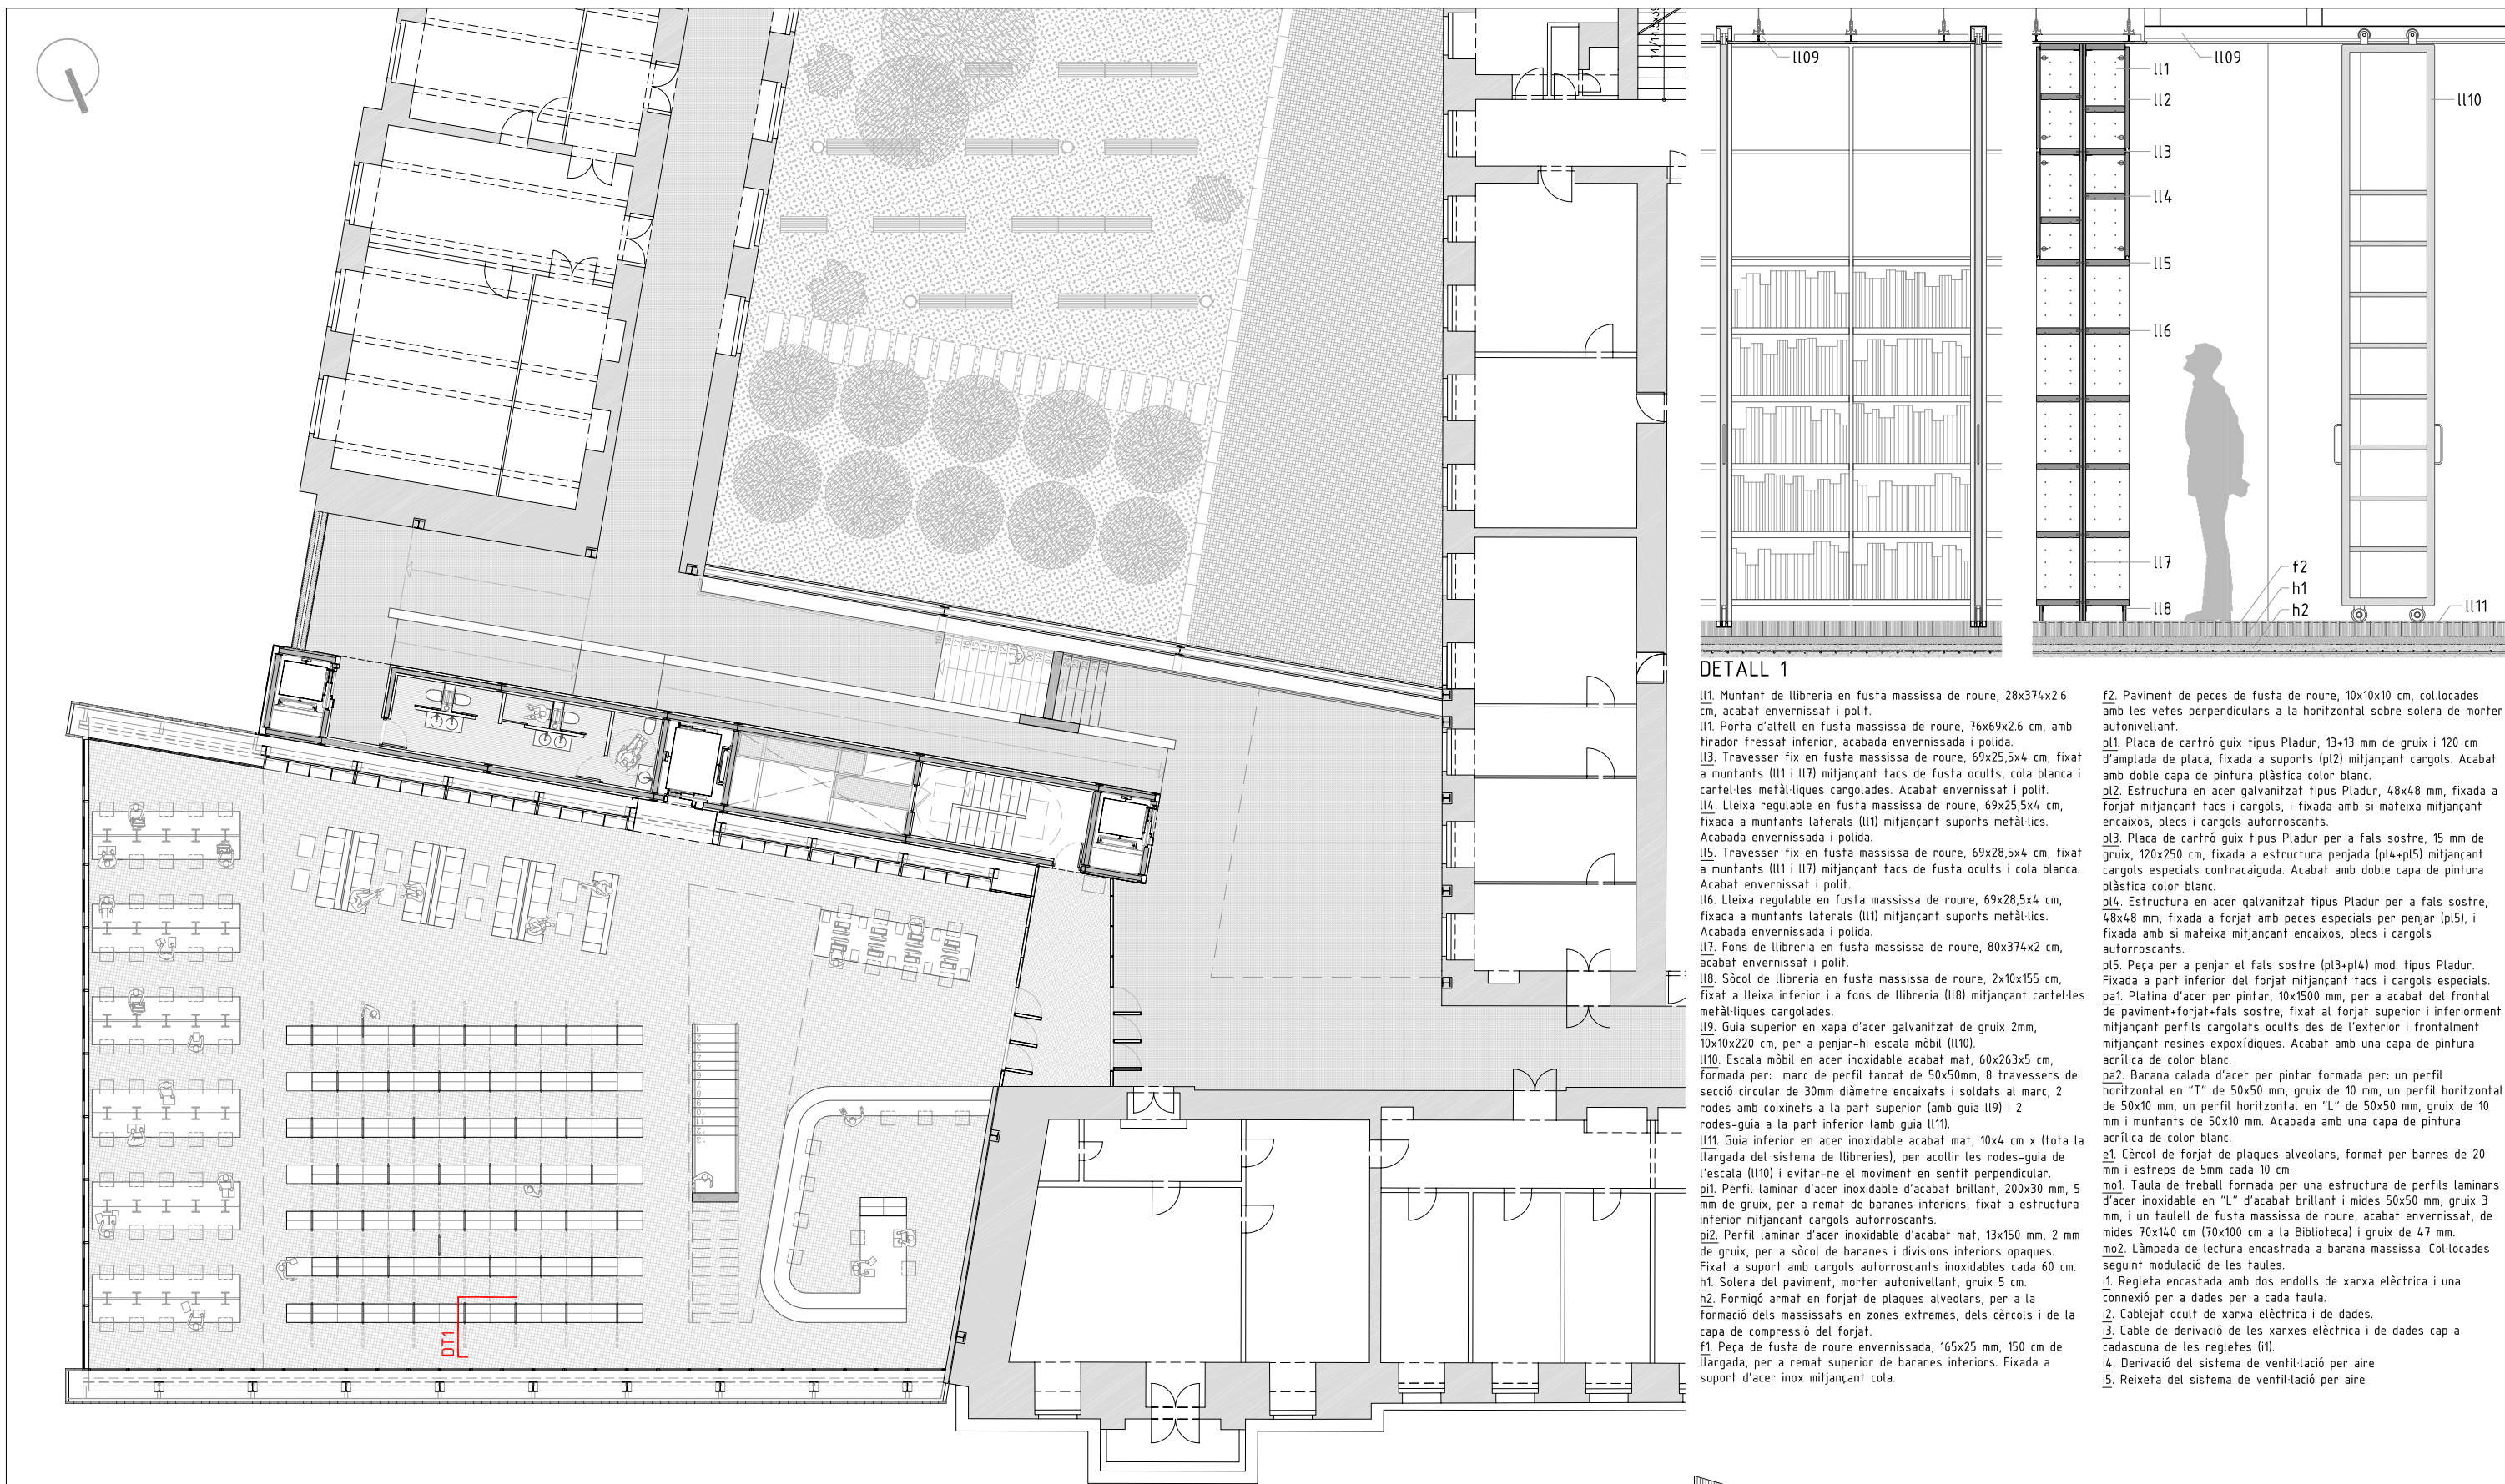 14/14.5x39
ll09
ll1
ll2
ll3
ll4
ll5
ll6
ll7
ll8
ll09
ll10
f2
h1
h2
ll11
DETALL 1
ll1. Muntant de llibreria en fusta massissa de roure, 28x374x2.6
cm, acabat envernissat i polit.
ll1. Porta d'altell en fusta massissa de roure, 76x69x2.6 cm, amb
tirador fressat inferior, acabada envernissada i polida.
ll3. Travesser fix en fusta massissa de roure, 69x25,5x4 cm, fixat
a muntants (ll1 i ll7) mitjançant tacs de fusta ocults, cola blanca i
cartel·les metàl·liques cargolades. Acabat envernissat i polit.
ll4. Lleixa regulable en fusta massissa de roure, 69x25,5x4 cm,
fixada a muntants laterals (ll1) mitjançant suports metàl·lics.
Acabada envernissada i polida.
ll5. Travesser fix en fusta massissa de roure, 69x28,5x4 cm, fixat
a muntants (ll1 i ll7) mitjançant tacs de fusta ocults i cola blanca.
Acabat envernissat i polit.
ll6. Lleixa regulable en fusta massissa de roure, 69x28,5x4 cm,
fixada a muntants laterals (ll1) mitjançant suports metàl·lics.
Acabada envernissada i polida.
ll7. Fons de llibreria en fusta massissa de roure, 80x374x2 cm,
acabat envernissat i polit.
ll8. Sòcol de llibreria en fusta massissa de roure, 2x10x155 cm,
fixat a lleixa inferior i a fons de llibreria (ll8) mitjançant cartel·les
metàl·liques cargolades.
ll9. Guia superior en xapa d'acer galvanitzat de gruix 2mm,
10x10x220 cm, per a penjar-hi escala mòbil (ll10).
ll10. Escala mòbil en acer inoxidable acabat mat, 60x263x5 cm,
formada per: marc de perfil tancat de 50x50mm, 8 travessers de
secció circular de 30mm diàmetre encaixats i soldats al marc, 2
rodes amb coixinets a la part superior (amb guia ll9) i 2
rodes-guia a la part inferior (amb guia ll11).
ll11. Guia inferior en acer inoxidable acabat mat, 10x4 cm x (tota la
llargada del sistema de llibreries), per acollir les rodes-guia de
l'escala (ll10) i evitar-ne el moviment en sentit perpendicular.
pi1. Perfil laminar d'acer inoxidable d'acabat brillant, 200x30 mm, 5
mm de gruix, per a remat de baranes interiors, fixat a estructura
inferior mitjançant cargols autorroscants.
pi2. Perfil laminar d'acer inoxidable d'acabat mat, 13x150 mm, 2 mm
de gruix, per a sòcol de baranes i divisions interiors opaques.
Fixat a suport amb cargols autorroscants inoxidables cada 60 cm.
h1. Solera del paviment, morter autonivellant, gruix 5 cm.
h2. Formigó armat en forjat de plaques alveolars, per a la
formació dels massissats en zones extremes, dels cèrcols i de la
capa de compressió del forjat.
f1. Peça de fusta de roure envernissada, 165x25 mm, 150 cm de
llargada, per a remat superior de baranes interiors. Fixada a
suport d'acer inox mitjançant cola.
f2. Paviment de peces de fusta de roure, 10x10x10 cm, col.locades
amb les vetes perpendiculars a la horitzontal sobre solera de morter
autonivellant.
pl1. Placa de cartró guix tipus Pladur, 13+13 mm de gruix i 120 cm
d'amplada de placa, fixada a suports (pl2) mitjançant cargols. Acabat
amb doble capa de pintura plàstica color blanc.
pl2. Estructura en acer galvanitzat tipus Pladur, 48x48 mm, fixada a
forjat mitjançant tacs i cargols, i fixada amb si mateixa mitjançant
encaixos, plecs i cargols autorroscants.
pl3. Placa de cartró guix tipus Pladur per a fals sostre, 15 mm de
gruix, 120x250 cm, fixada a estructura penjada (pl4+pl5) mitjançant
cargols especials contracaiguda. Acabat amb doble capa de pintura
plàstica color blanc.
pl4. Estructura en acer galvanitzat tipus Pladur per a fals sostre,
48x48 mm, fixada a forjat amb peces especials per penjar (pl5), i
fixada amb si mateixa mitjançant encaixos, plecs i cargols
autorroscants.
pl5. Peça per a penjar el fals sostre (pl3+pl4) mod. tipus Pladur.
Fixada a part inferior del forjat mitjançant tacs i cargols especials.
pa1. Platina d'acer per pintar, 10x1500 mm, per a acabat del frontal
de paviment+forjat+fals sostre, fixat al forjat superior i inferiorment
mitjançant perfils cargolats ocults des de l'exterior i frontalment
mitjançant resines expoxídiques. Acabat amb una capa de pintura
acrílica de color blanc.
pa2. Barana calada d'acer per pintar formada per: un perfil
horitzontal en "T" de 50x50 mm, gruix de 10 mm, un perfil horitzontal
de 50x10 mm, un perfil horitzontal en "L" de 50x50 mm, gruix de 10
mm i muntants de 50x10 mm. Acabada amb una capa de pintura
acrílica de color blanc.
e1. Cèrcol de forjat de plaques alveolars, format per barres de 20
mm i estreps de 5mm cada 10 cm.
mo1. Taula de treball formada per una estructura de perfils laminars
d'acer inoxidable en "L" d'acabat brillant i mides 50x50 mm, gruix 3
mm, i un taulell de fusta massissa de roure, acabat envernissat, de
mides 70x140 cm (70x100 cm a la Biblioteca) i gruix de 47 mm.
mo2. Làmpada de lectura encastrada a barana massissa. Col·locades
seguint modulació de les taules.
i1. Regleta encastada amb dos endolls de xarxa elèctrica i una
connexió per a dades per a cada taula.
i2. Cablejat ocult de xarxa elèctrica i de dades.
i3. Cable de derivació de les xarxes elèctrica i de dades cap a
cadascuna de les regletes (i1).
i4. Derivació del sistema de ventil·lació per aire.
i5. Reixeta del sistema de ventil·lació per aire
DT1